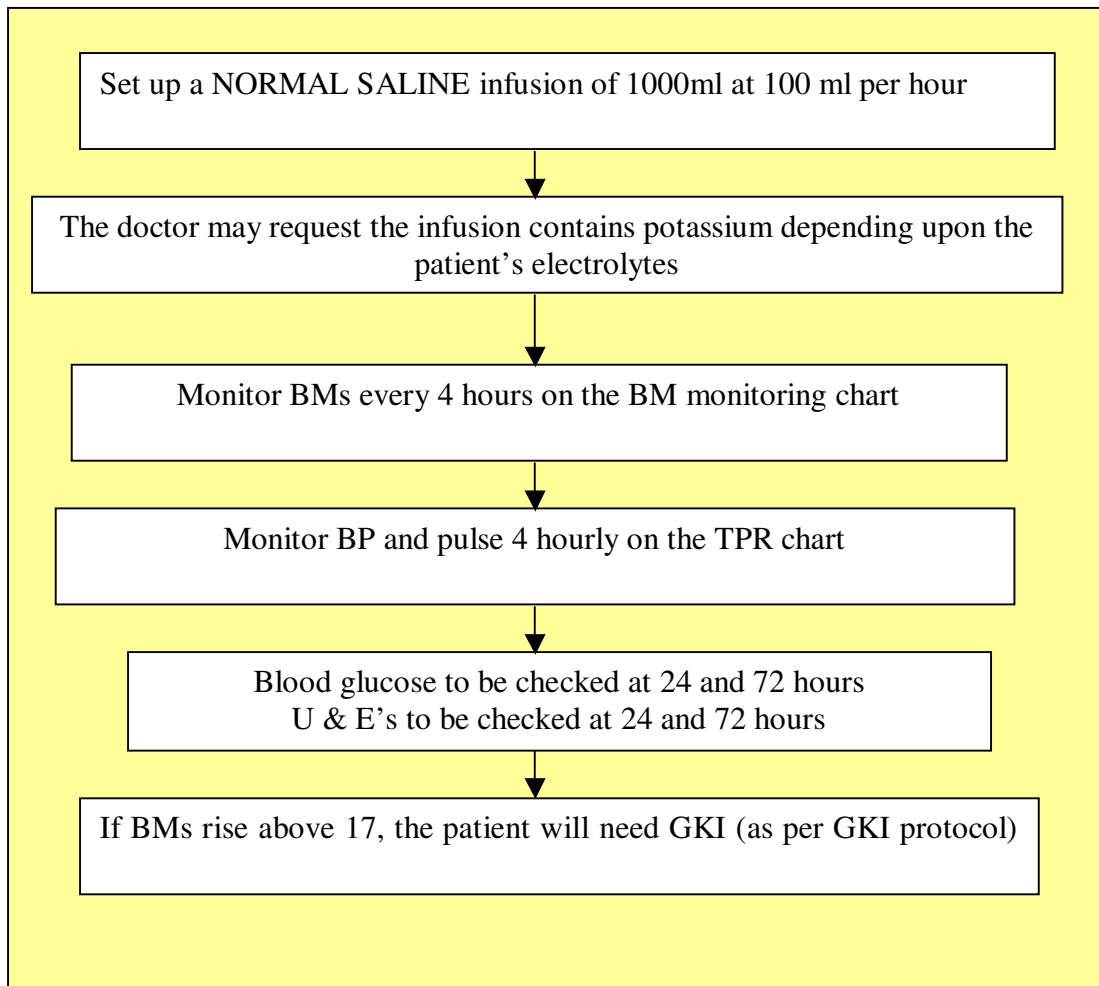 Set up a NORMAL SALINE infusion of 1000ml at 100 ml per hour
The doctor may request the infusion contains potassium depending upon the
patient's electrolytes
Monitor BMs every 4 hours on the BM monitoring chart
Monitor BP and pulse 4 hourly on the TPR chart
Blood glucose to be checked at 24 and 72 hours
U & E's to be checked at 24 and 72 hours
If BMs rise above 17, the patient will need GKI (as per GKI protocol)